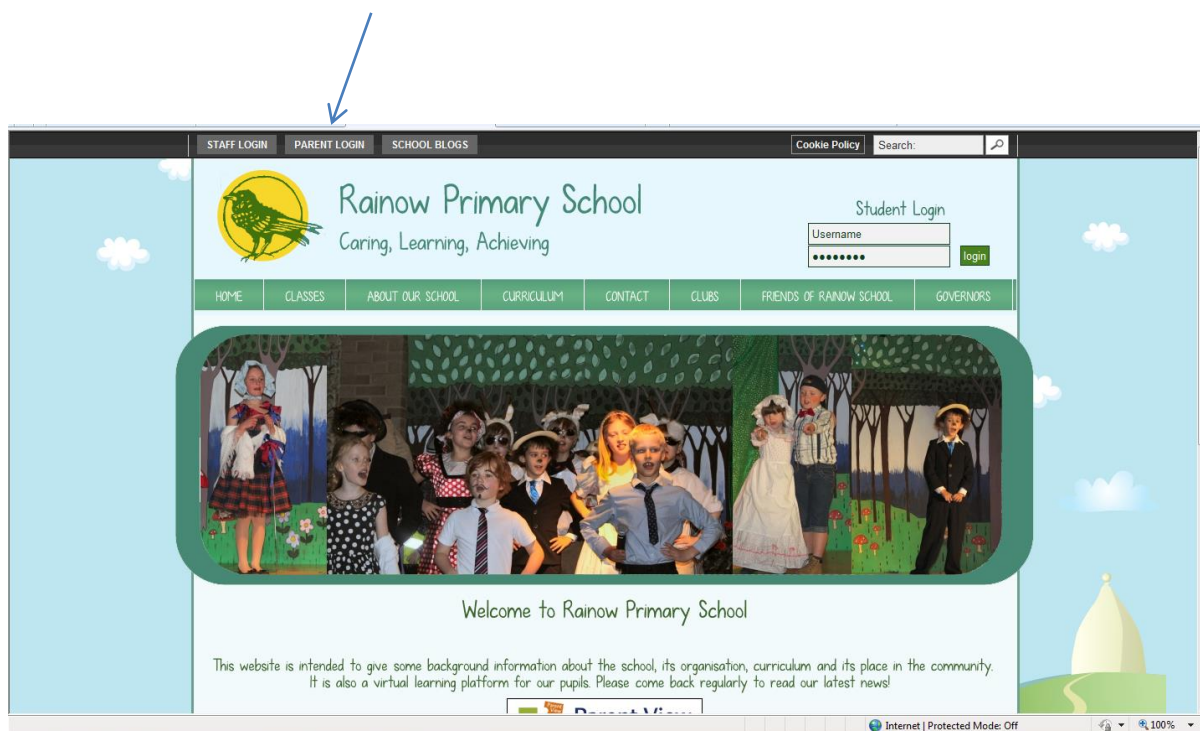 STAFF LOGIN PARENT LOGIN SCHOOL BLOGS Cookie Policy Search:
Rainow Primary School
Caring, Learning, Achieving
Student Login
Username
login
HOME CLASSES ABOUT OUR SCHOOL CURRICULUM CONTACT CLUBS FRIENDS OF RAINOW SCHOOL GOVERNORS
Welcome to Rainow Primary School
This website is intended to give some background information about the school, its organisation, curriculum and its place in the community.
It is also a virtual learning platform for our pupils. Please come back regularly to read our latest news!
Parent View
Internet | Protected Mode: Off 100%